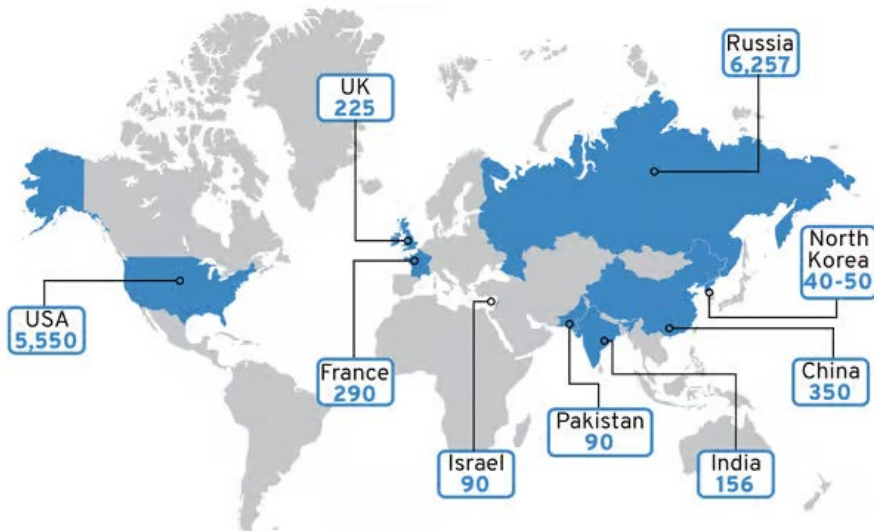 Russia
6,257
UK
225
North
Korea
40-50
USA
5,550
France
290
China
350
Pakistan
90
Israel
90
India
156